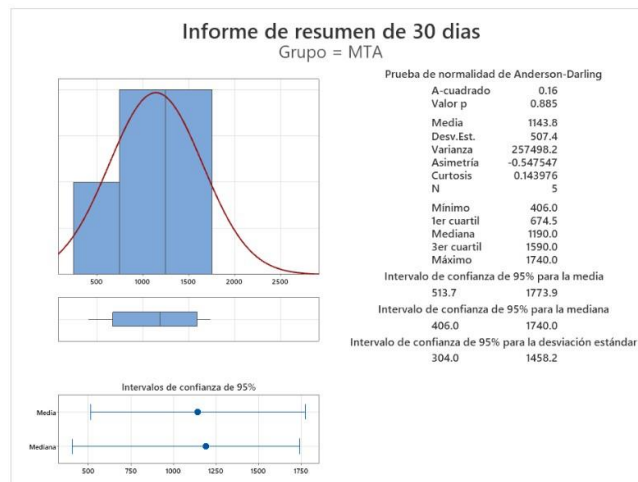 Informe de resumen de 30 dias
Grupo = MTA
Prueba de normalidad de Anderson-Darling
A-cuadrado 0.16
Valor p 0.885
Media 1143.8
Desv.Est. 507.4
Varianza 257498.2
Asimetría -0.547547
Curtosis 0.143976
N 5
Mínimo 406.0
1er cuartil 674.5
Mediana 1190.0
3er cuartil 1590.0
Máximo 1740.0
Intervalo de confianza de 95% para la media
513.7 1773.9
Intervalo de confianza de 95% para la mediana
406.0 1740.0
Intervalo de confianza de 95% para la desviación estándar
304.0 1458.2
500 1000 1500 2000 2500
Intervalos de confianza de 95%
Media
Mediana
500 750 1000 1250 1500 1750